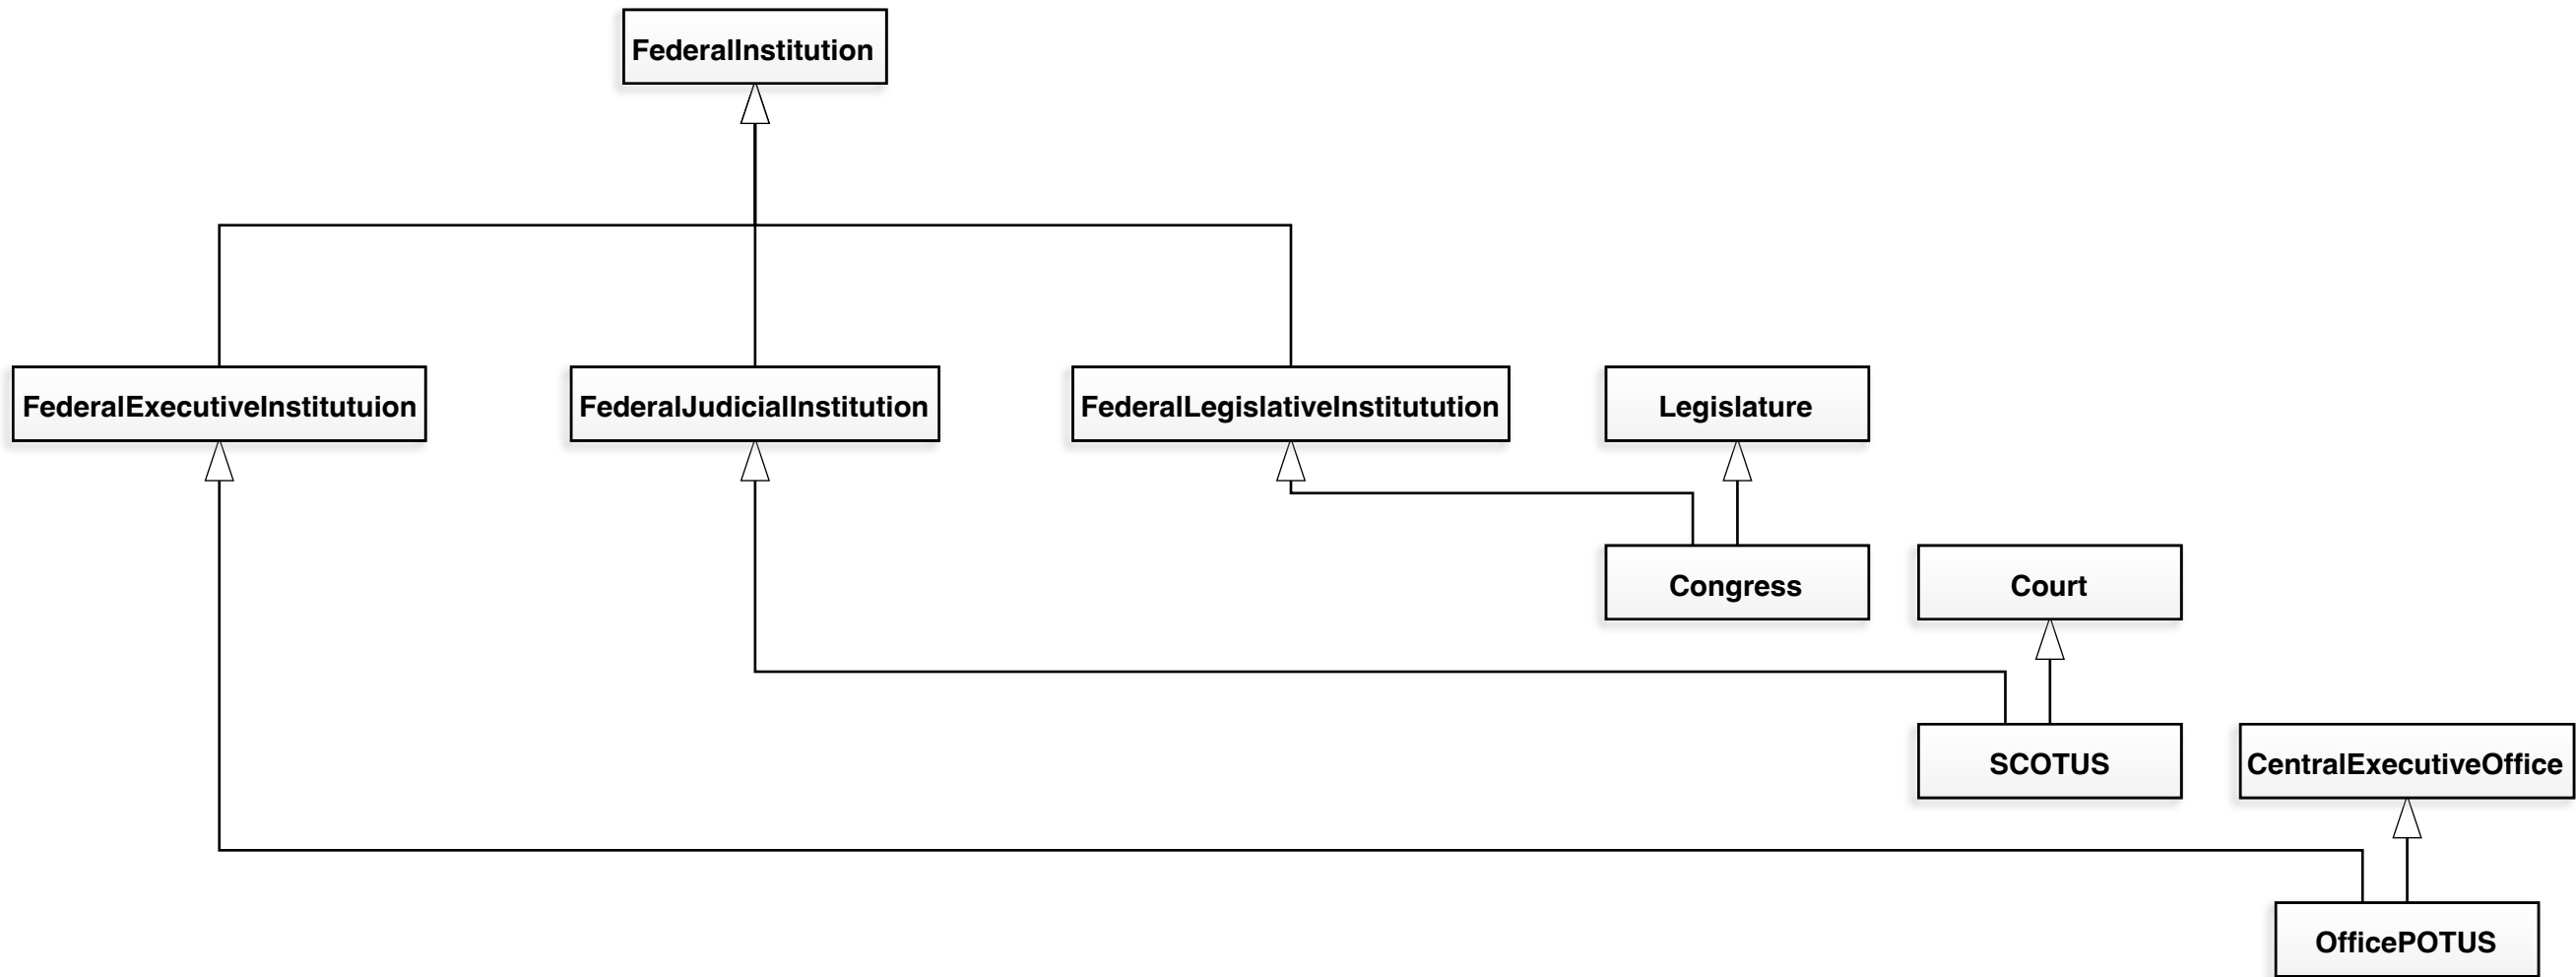 FederalInstitution
FederalExecutiveInstitutuion
FederalJudicialInstitution
FederalLegislativeInstitutution
Legislature
Congress
Court
SCOTUS
CentralExecutiveOffice
OfficePOTUS